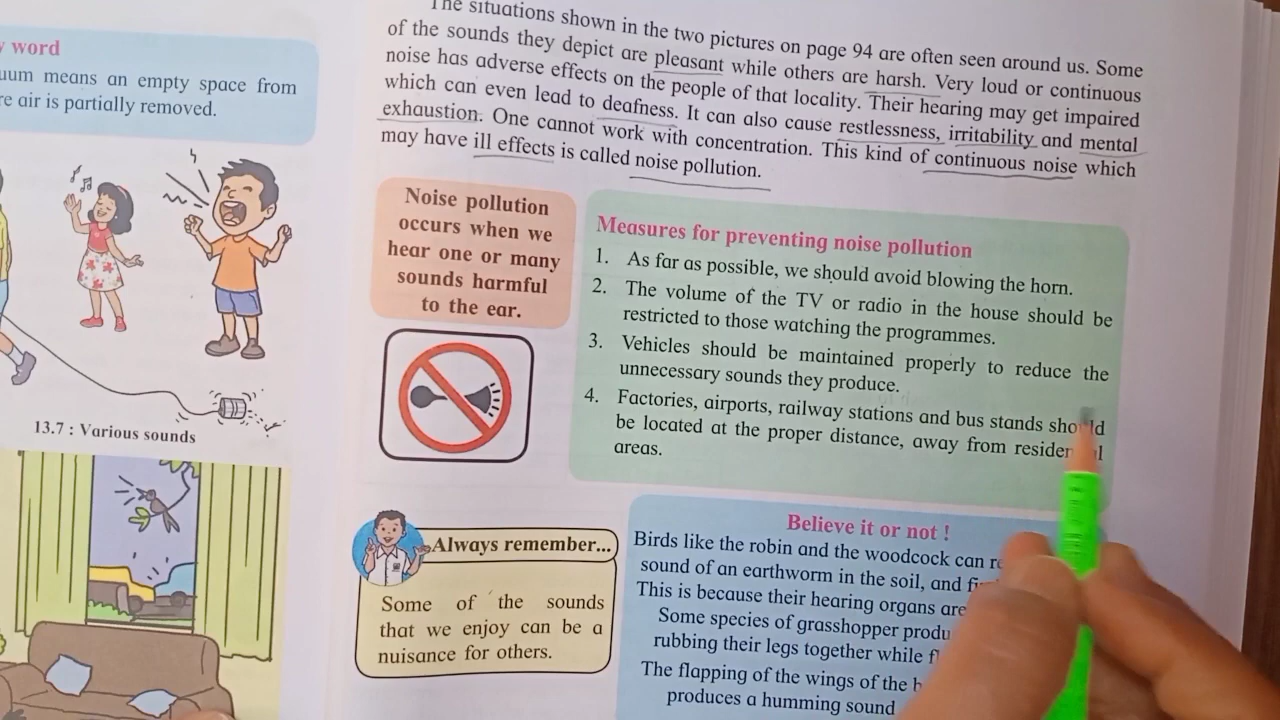 y word
uum means an empty space from
re air is partially removed.
13.7 : Various sounds
The situations shown in the two pictures on page 94 are often seen around us. Some
of the sounds they depict are pleasant while others are harsh. Very loud or continuous
noise has adverse effects on the people of that locality. Their hearing may get impaired
which can even lead to deafness. It can also cause restlessness, irritability and mental
exhaustion. One cannot work with concentration. This kind of continuous noise which
may have ill effects is called noise pollution.
Noise pollution
occurs when we
hear one or many
sounds harmful
to the ear.
Measures for preventing noise pollution
1. As far as possible, we should avoid blowing the horn.
2. The volume of the TV or radio in the house should be
restricted to those watching the programmes.
3. Vehicles should be maintained properly to reduce the
unnecessary sounds they produce.
4. Factories, airports, railway stations and bus stands should
be located at the proper distance, away from
areas.
Always remember...
Some of the sounds
that we enjoy can be a
nuisance for others.
Believe it or not !
Birds like the robin and the woodcock can
sound of an earthworm in the soil, and
This is because their hearing organs are
Some species of grasshopper
rubbing their legs together while
The flapping of the wings of the
produces a humming sound